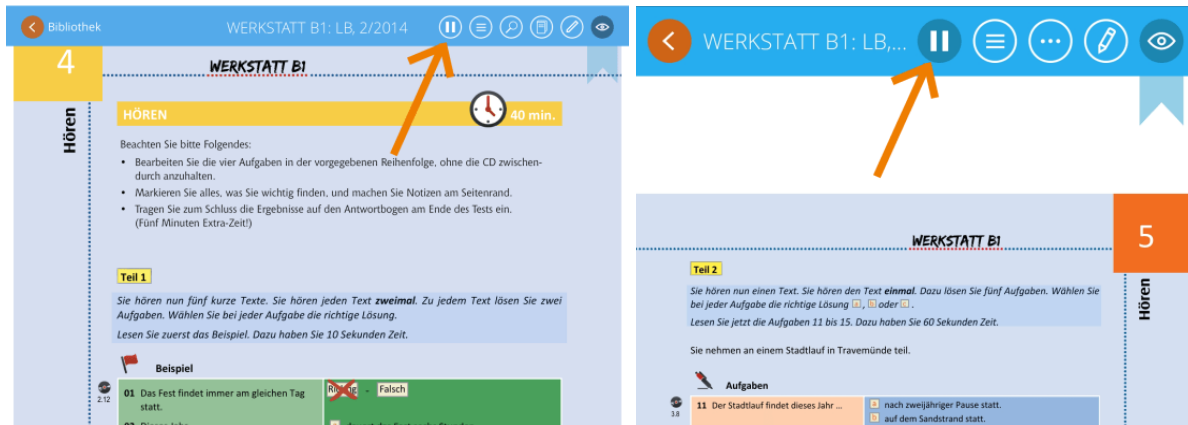 Bibliothek
WERKSTATT B1: LB, 2/2014
4
WERKSTATT B1
Hören
HÖREN
40 min.
Beachten Sie bitte Folgendes:
• Bearbeiten Sie die vier Aufgaben in der vorgegebenen Reihenfolge, ohne die CD zwischen-
durch anzuhalten.
• Markieren Sie alles, was Sie wichtig finden, und machen Sie Notizen am Seitenrand.
• Tragen Sie zum Schluss die Ergebnisse auf den Antwortbogen am Ende des Tests ein.
(Fünf Minuten Extra-Zeit!)
Teil 1
Sie hören nun fünf kurze Texte. Sie hören jeden Text zweimal. Zu jedem Text lösen Sie zwei
Aufgaben. Wählen Sie bei jeder Aufgabe die richtige Lösung.
Lesen Sie zuerst das Beispiel. Dazu haben Sie 10 Sekunden Zeit.
Beispiel
2.12
01 Das Fest findet immer am gleichen Tag
statt.
Richtig - Falsch
WERKSTATT B1: LB,...
WERKSTATT B1
5
Hören
Teil 2
Sie hören nun einen Text. Sie hören den Text einmal. Dazu lösen Sie fünf Aufgaben. Wählen Sie
bei jeder Aufgabe die richtige Lösung a, b oder c.
Lesen Sie jetzt die Aufgaben 11 bis 15. Dazu haben Sie 60 Sekunden Zeit.
Sie nehmen an einem Stadtlauf in Travemünde teil.
Aufgaben
3.8
11 Der Stadtlauf findet dieses Jahr ...
a nach zweijähriger Pause statt.
b auf dem Sandstrand statt.